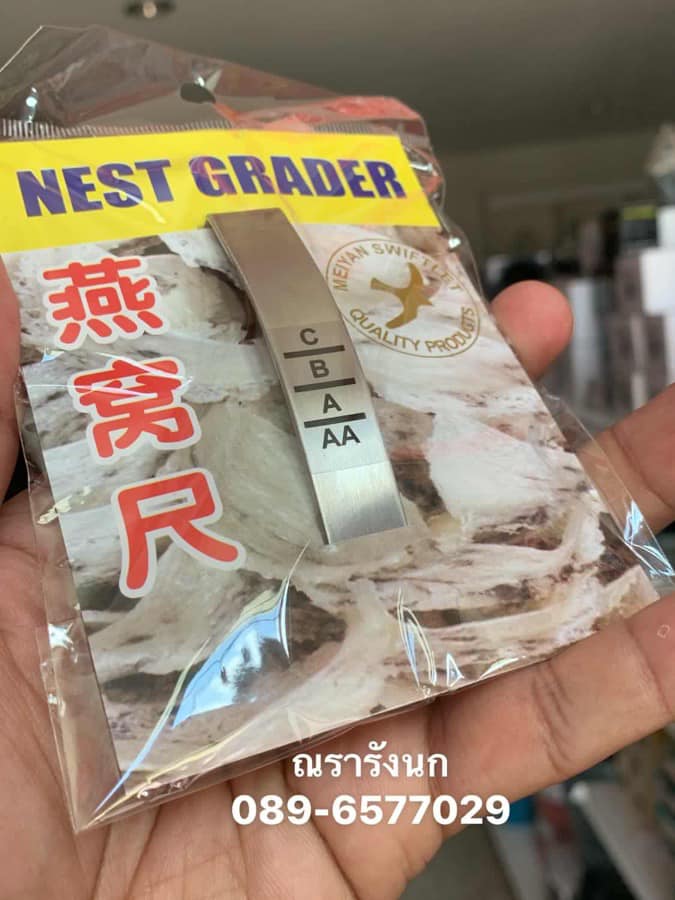 NEST GRADER
燕
窝
尺
MEIYAN SWIFTLET
QUALITY PRODUCTS
C
B
A
AA
ณรารังนก
089-6577029